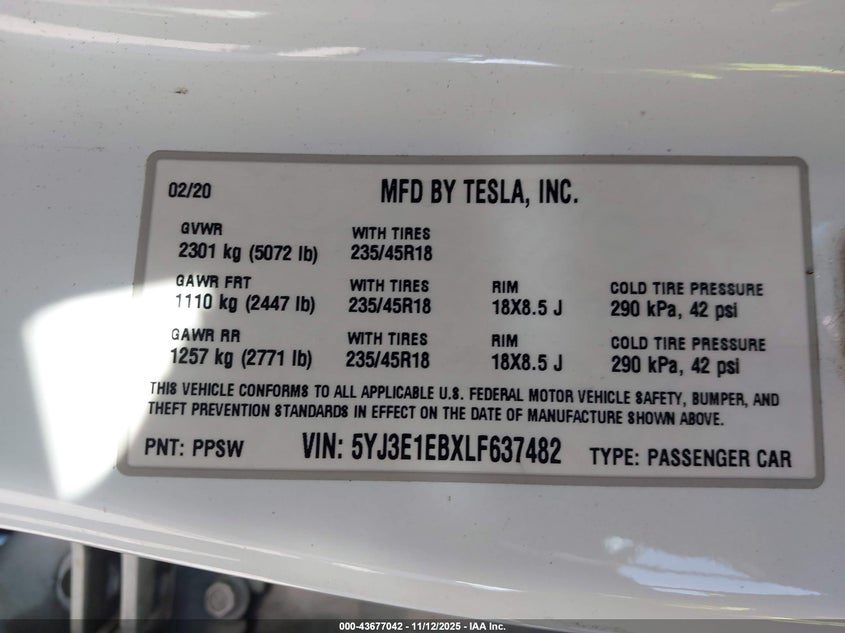 02/20 MFD BY TESLA, INC.
GVWR WITH TIRES
2301 kg (5072 lb) 235/45R18
GAWR FRT WITH TIRES RIM COLD TIRE PRESSURE
1110 kg (2447 lb) 235/45R18 18X8.5 J 290 kPa, 42 psi
GAWR RR WITH TIRES RIM COLD TIRE PRESSURE
1257 kg (2771 lb) 235/45R18 18X8.5 J 290 kPa, 42 psi
THIS VEHICLE CONFORMS TO ALL APPLICABLE U.S. FEDERAL MOTOR VEHICLE SAFETY, BUMPER, AND
THEFT PREVENTION STANDARDS IN EFFECT ON THE DATE OF MANUFACTURE SHOWN ABOVE.
PNT: PPSW VIN: 5YJ3E1EBXLF637482 TYPE: PASSENGER CAR
000-43677042 - 11/12/2025 - IAA Inc.